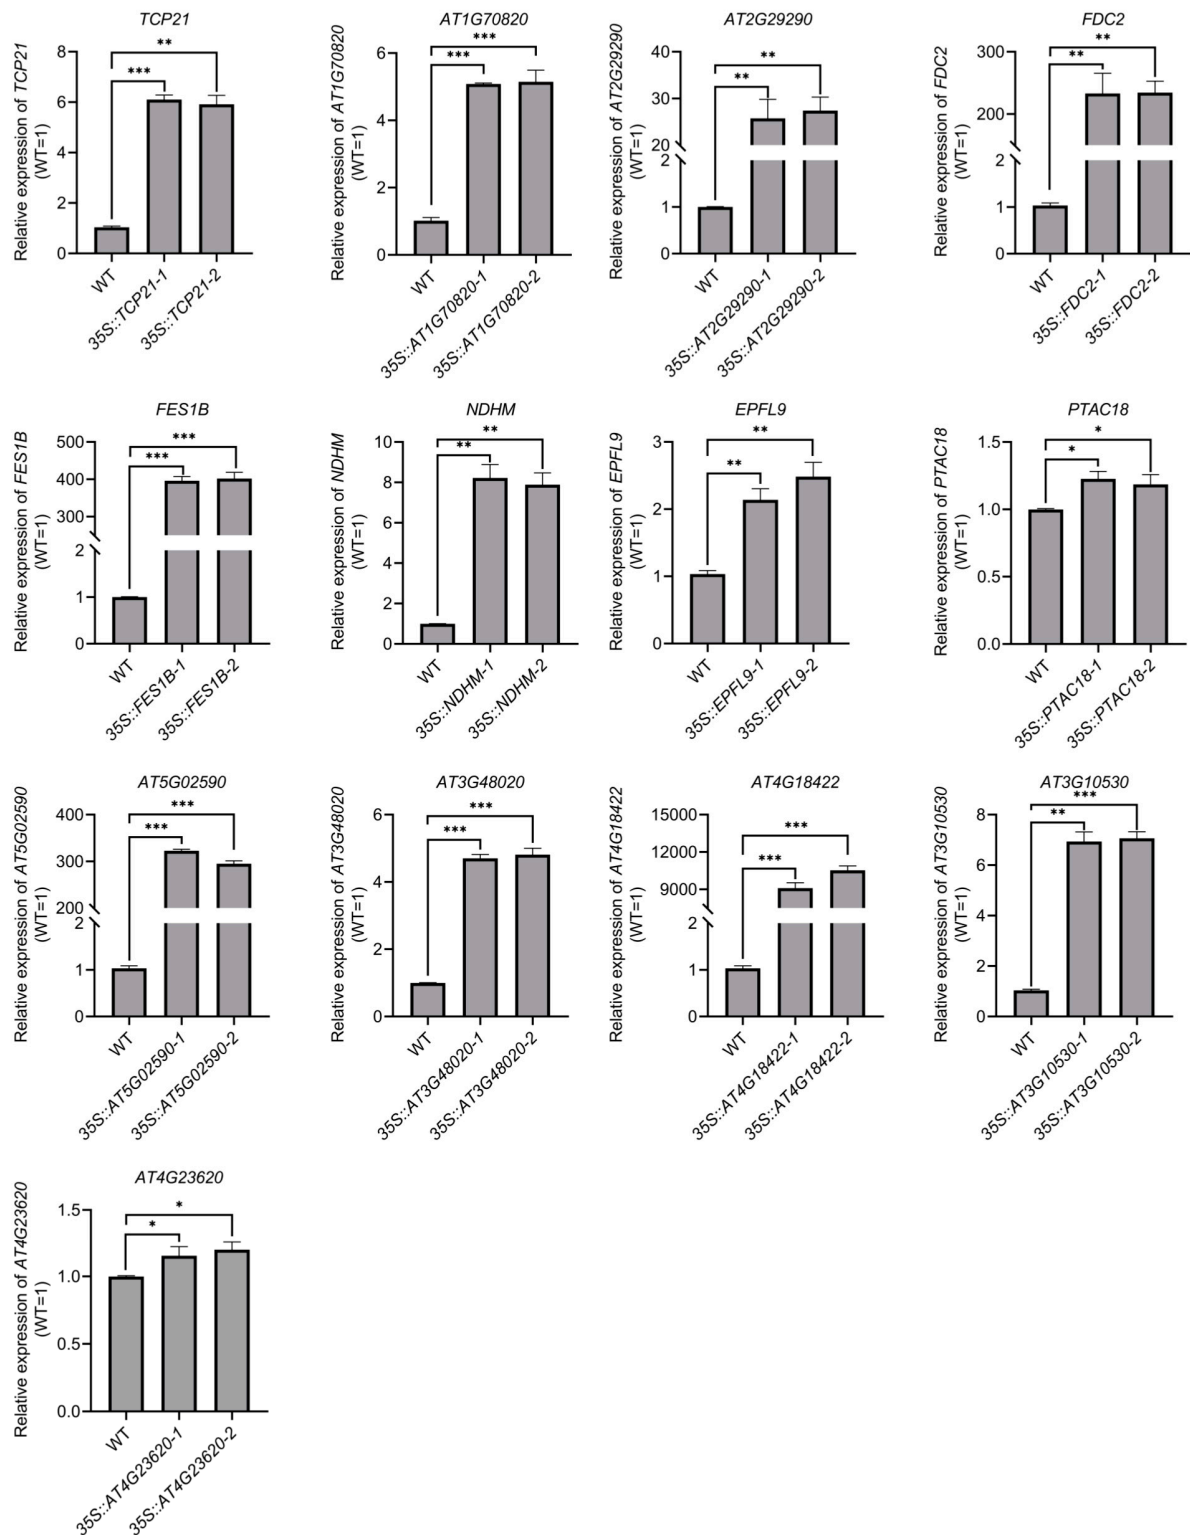 TCP21
Relative expression of TCP21
(WT=1)
8
6
4
2
0
***
**
WT
35S::TCP21-1
35S::TCP21-2
AT1G70820
Relative expression of AT1G70820
(WT=1)
6
4
2
0
***
***
WT
35S::AT1G70820-1
35S::AT1G70820-2
AT2G29290
Relative expression of AT2G29290
(WT=1)
40
30
20
2
1
0
**
**
WT
35S::AT2G29290-1
35S::AT2G29290-2
FDC2
Relative expression of FDC2
(WT=1)
300
200
2
1
0
**
**
WT
35S::FDC2-1
35S::FDC2-2
FES1B
Relative expression of FES1B
(WT=1)
500
400
300
2
1
0
***
***
WT
35S::FES1B-1
35S::FES1B-2
NDHM
Relative expression of NDHM
(WT=1)
10
8
6
4
2
0
**
**
WT
35S::NDHM-1
35S::NDHM-2
EPFL9
Relative expression of EPFL9
(WT=1)
3
2
1
0
**
**
WT
35S::EPFL9-1
35S::EPFL9-2
PTAC18
Relative expression of PTAC18
(WT=1)
1.5
1.0
0.5
0.0
*
*
WT
35S::PTAC18-1
35S::PTAC18-2
AT5G02590
Relative expression of AT5G02590
(WT=1)
400
300
200
2
1
0
***
***
WT
35S::AT5G02590-1
35S::AT5G02590-2
AT3G48020
Relative expression of AT3G48020
(WT=1)
6
4
2
0
***
***
WT
35S::AT3G48020-1
35S::AT3G48020-2
AT4G18422
Relative expression of AT4G18422
(WT=1)
15000
12000
9000
2
1
0
***
***
WT
35S::AT4G18422-1
35S::AT4G18422-2
AT3G10530
Relative expression of AT3G10530
(WT=1)
8
6
4
2
0
**
***
WT
35S::AT3G10530-1
35S::AT3G10530-2
AT4G23620
Relative expression of AT4G23620
(WT=1)
1.5
1.0
0.5
0.0
*
*
WT
35S::AT4G23620-1
35S::AT4G23620-2